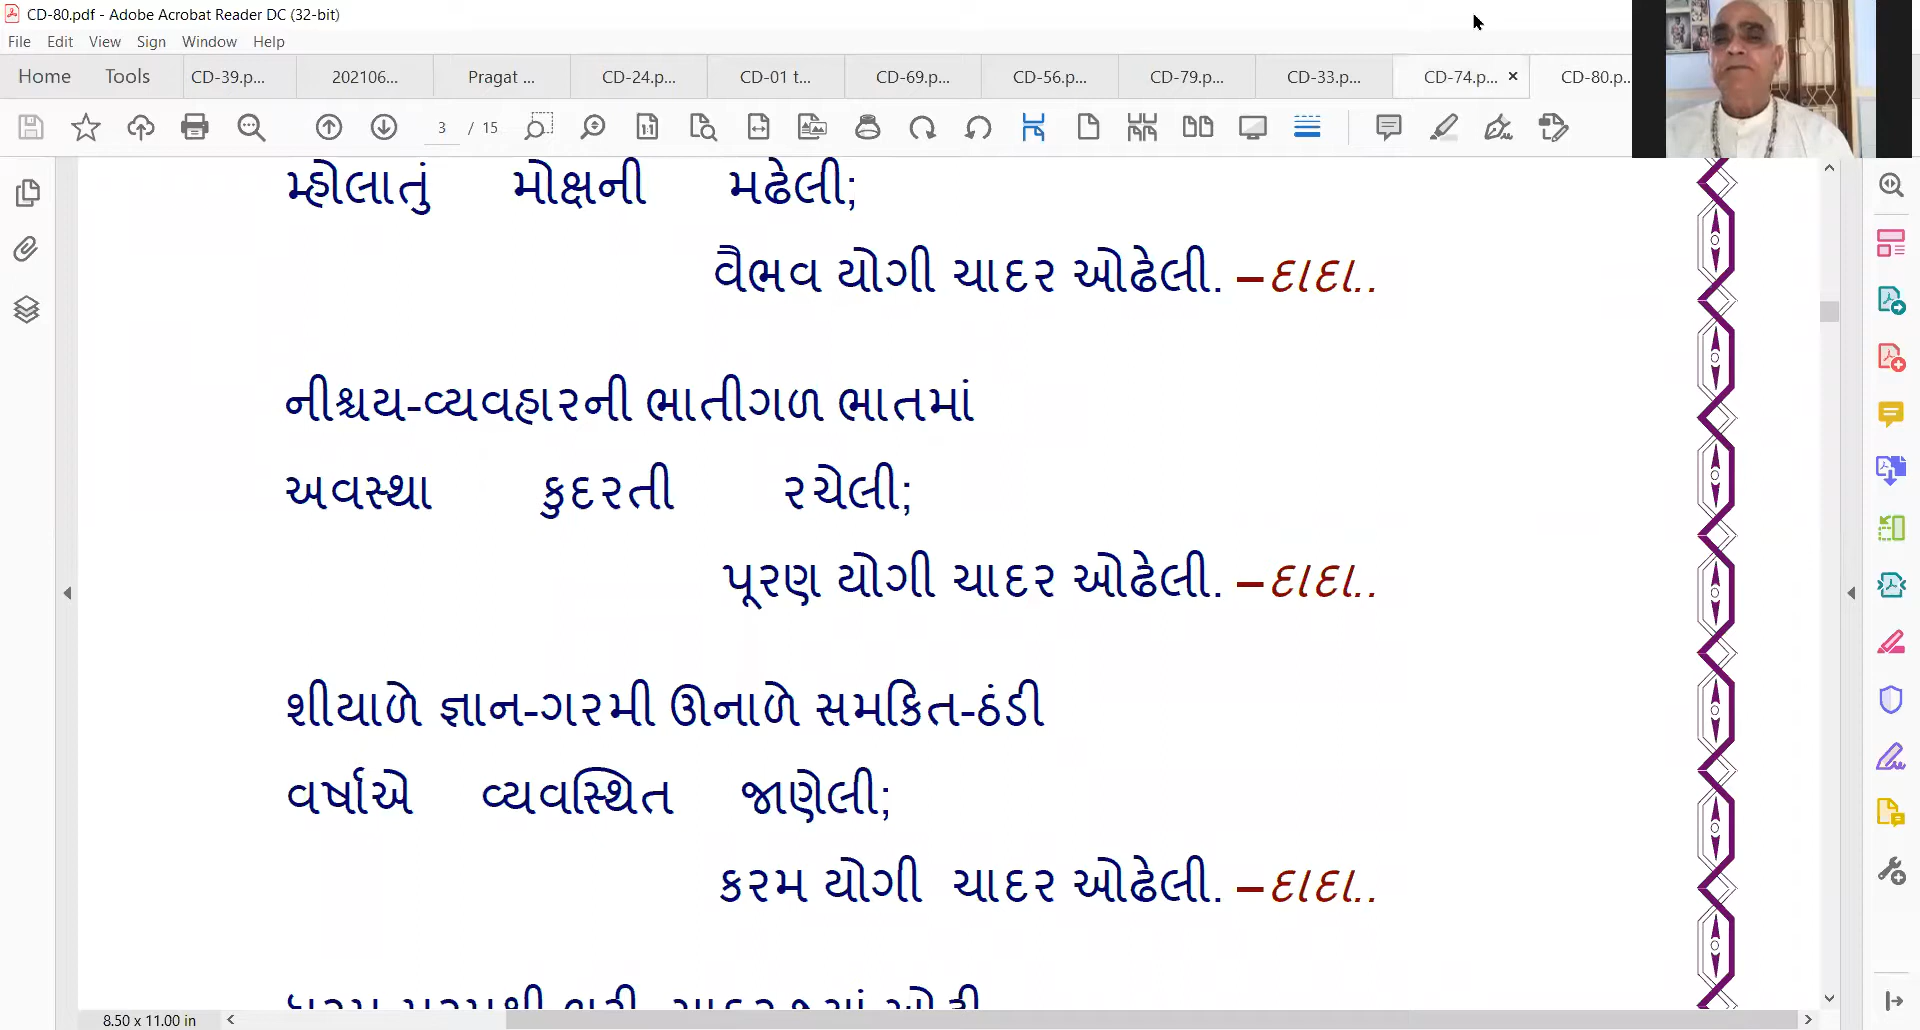 CD-80.pdf - Adobe Acrobat Reader DC (32-bit)
File Edit View Sign Window Help
Home Tools CD-39.p... 202106... Pragat ... CD-24.p... CD-01 t... CD-69.p... CD-56.p... CD-79.p... CD-33.p... CD-74.p... CD-80.p..
3 / 15
મ્હોલાતું મોક્ષની મઢેલી;
વૈભવ યોગી ચાદર ઓઢેલી. –દાદા..
નીશ્ચય-વ્યવહારની ભાતીગળ ભાતમાં
અવસ્થા કુદરતી રચેલી;
પૂરણ યોગી ચાદર ઓઢેલી. –દાદા..
શીયાળે જ્ઞાન-ગરમી ઊનાળે સમકિત-ઠંડી
વર્ષાએ વ્યવસ્થિત જાણેલી;
કરમ યોગી ચાદર ઓઢેલી. –દાદા..
8.50 x 11.00 in